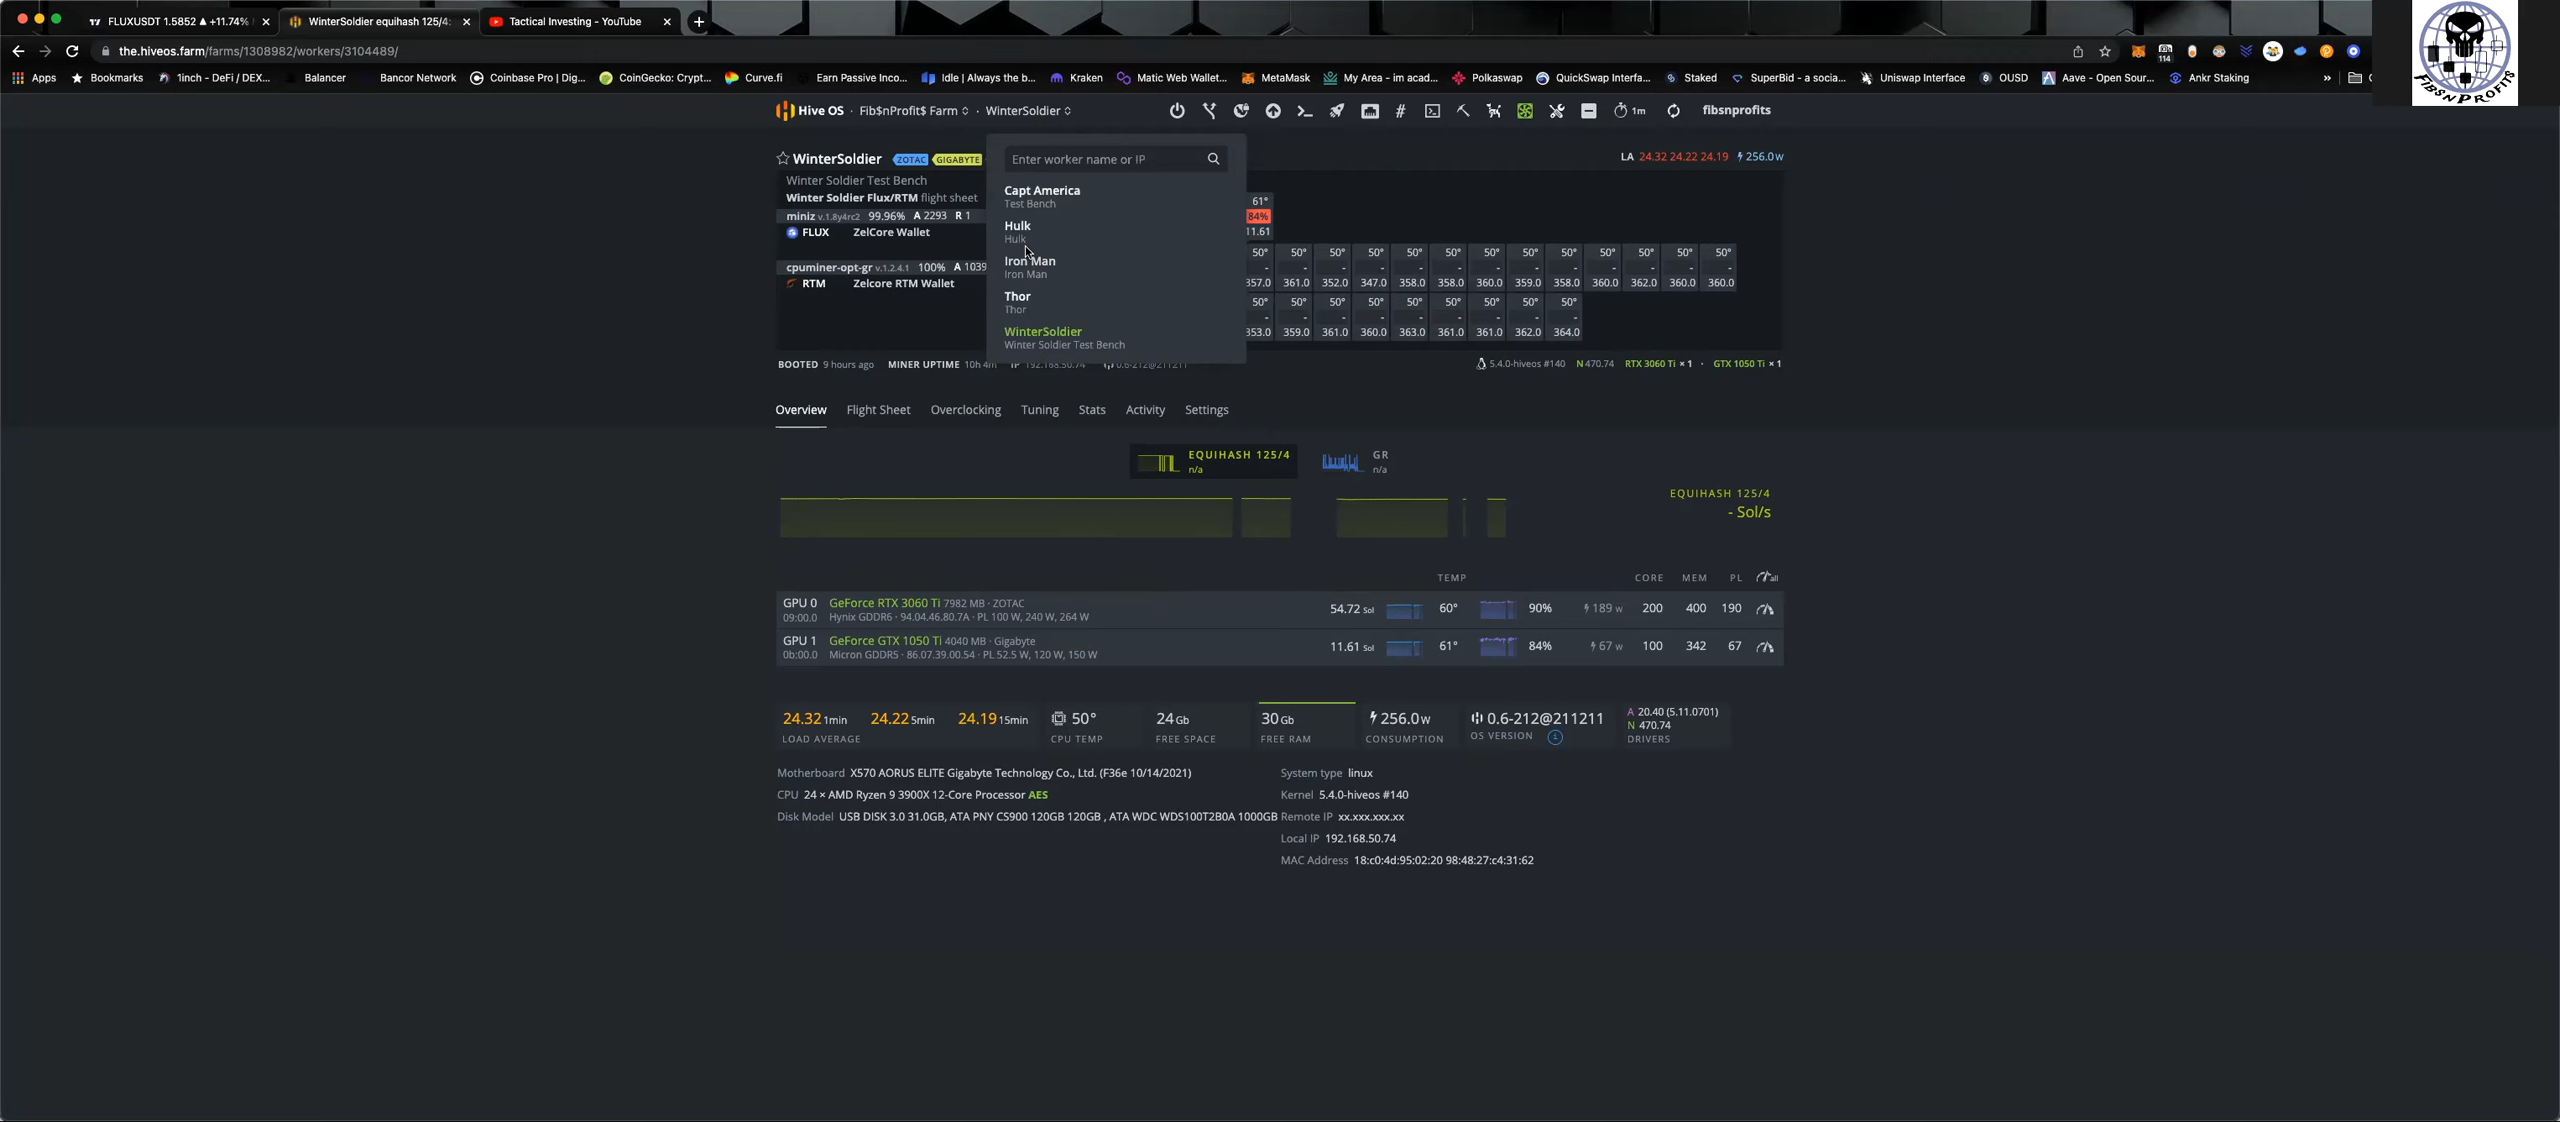 FLUXUSDT 1.5852 ▲ +11.74%
WinterSoldier equihash 125/4:
Tactical Investing - YouTube
the.hiveos.farm/farms/1308982/workers/3104489/
114
Apps Bookmarks 1inch - DeFi / DEX... Balancer Bancor Network Coinbase Pro | Dig... CoinGecko: Crypt... Curve.fi Earn Passive Inco... Idle | Always the b... Kraken Matic Web Wallet... MetaMask My Area - im acad... Polkaswap QuickSwap Interfa... Staked SuperBid - a socia... Uniswap Interface OUSD Aave - Open Sour... Ankr Staking »
FIBSNPROFITS
Hive OS · Fib$nProfit$ Farm · WinterSoldier 1m fibsnprofits
WinterSoldier ZOTAC GIGABYTE
LA 24.32 24.22 24.19 256.0 W
Winter Soldier Test Bench
Winter Soldier Flux/RTM flight sheet
miniz v.1.8y4rc2 99.96% A 2293 R 1
FLUX ZelCore Wallet
cpuminer-opt-gr v.1.2.4.1 100% A 1039
RTM Zelcore RTM Wallet
Enter worker name or IP
Capt America
Test Bench
Hulk
Hulk
Iron Man
Iron Man
Thor
Thor
WinterSoldier
Winter Soldier Test Bench
61°
84%
11.61
50° 50° 50° 50° 50° 50° 50° 50° 50° 50° 50° 50° 50°
- - - - - - - - - - - - -
357.0 361.0 352.0 347.0 358.0 358.0 360.0 359.0 358.0 360.0 362.0 360.0 360.0
50° 50° 50° 50° 50° 50° 50° 50° 50°
- - - - - - - - -
353.0 359.0 361.0 360.0 363.0 361.0 361.0 362.0 364.0
BOOTED 9 hours ago MINER UPTIME 10h 4m IP 192.168.50.74 0.6-212@211211
5.4.0-hiveos #140 N 470.74 RTX 3060 Ti × 1 · GTX 1050 Ti × 1
Overview Flight Sheet Overclocking Tuning Stats Activity Settings
EQUIHASH 125/4
n/a
GR
n/a
EQUIHASH 125/4
- Sol/s
TEMP CORE MEM PL all
GPU 0 GeForce RTX 3060 Ti 7982 MB · ZOTAC
09:00.0 Hynix GDDR6 · 94.04.46.80.7A · PL 100 W, 240 W, 264 W
54.72 Sol 60° 90% 189 W 200 400 190
GPU 1 GeForce GTX 1050 Ti 4040 MB · Gigabyte
0b:00.0 Micron GDDR5 · 86.07.39.00.54 · PL 52.5 W, 120 W, 150 W
11.61 Sol 61° 84% 67 W 100 342 67
24.32 1min 24.22 5min 24.19 15min
LOAD AVERAGE
50°
CPU TEMP
24 Gb
FREE SPACE
30 Gb
FREE RAM
256.0 W
CONSUMPTION
0.6-212@211211
OS VERSION
A 20.40 (5.11.0701)
N 470.74
DRIVERS
Motherboard X570 AORUS ELITE Gigabyte Technology Co., Ltd. (F36e 10/14/2021)
CPU 24 × AMD Ryzen 9 3900X 12-Core Processor AES
Disk Model USB DISK 3.0 31.0GB, ATA PNY CS900 120GB 120GB , ATA WDC WDS100T2B0A 1000GB
System type linux
Kernel 5.4.0-hiveos #140
Remote IP xx.xxx.xxx.xx
Local IP 192.168.50.74
MAC Address 18:c0:4d:95:02:20 98:48:27:c4:31:62